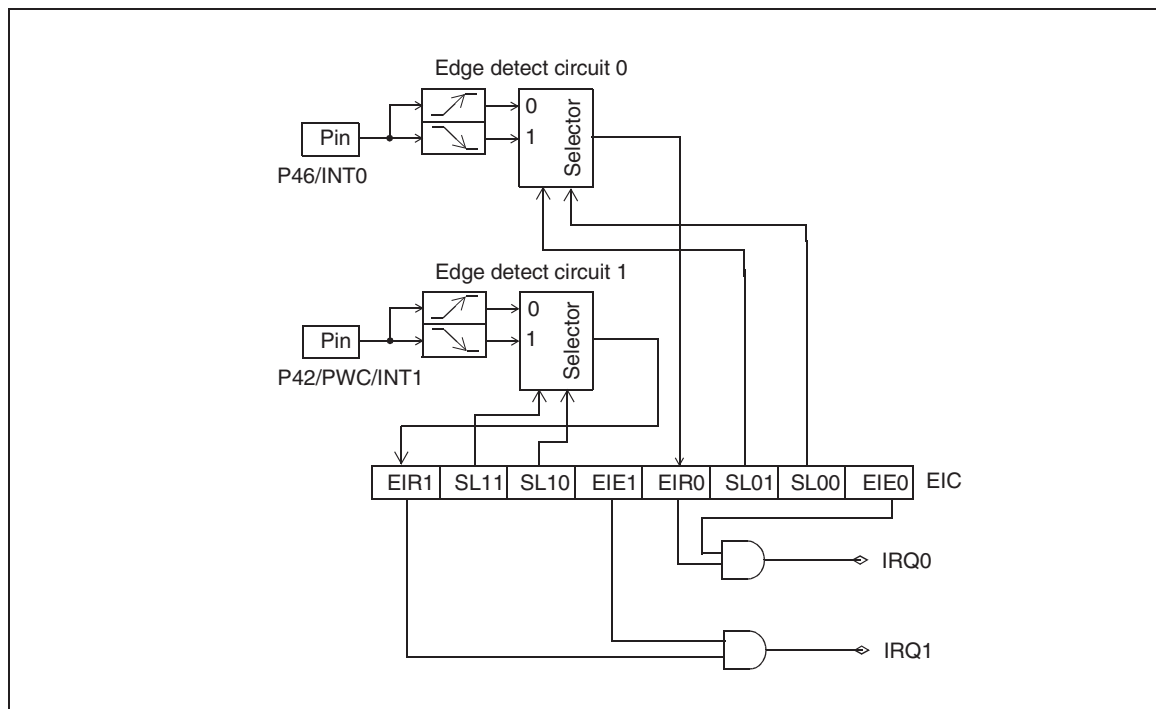 Edge detect circuit 0
Pin
0
1
Selector
P46/INT0
Edge detect circuit 1
Pin
0
1
Selector
P42/PWC/INT1
EIR1 SL11 SL10 EIE1 EIR0 SL01 SL00 EIE0 EIC
IRQ0
IRQ1